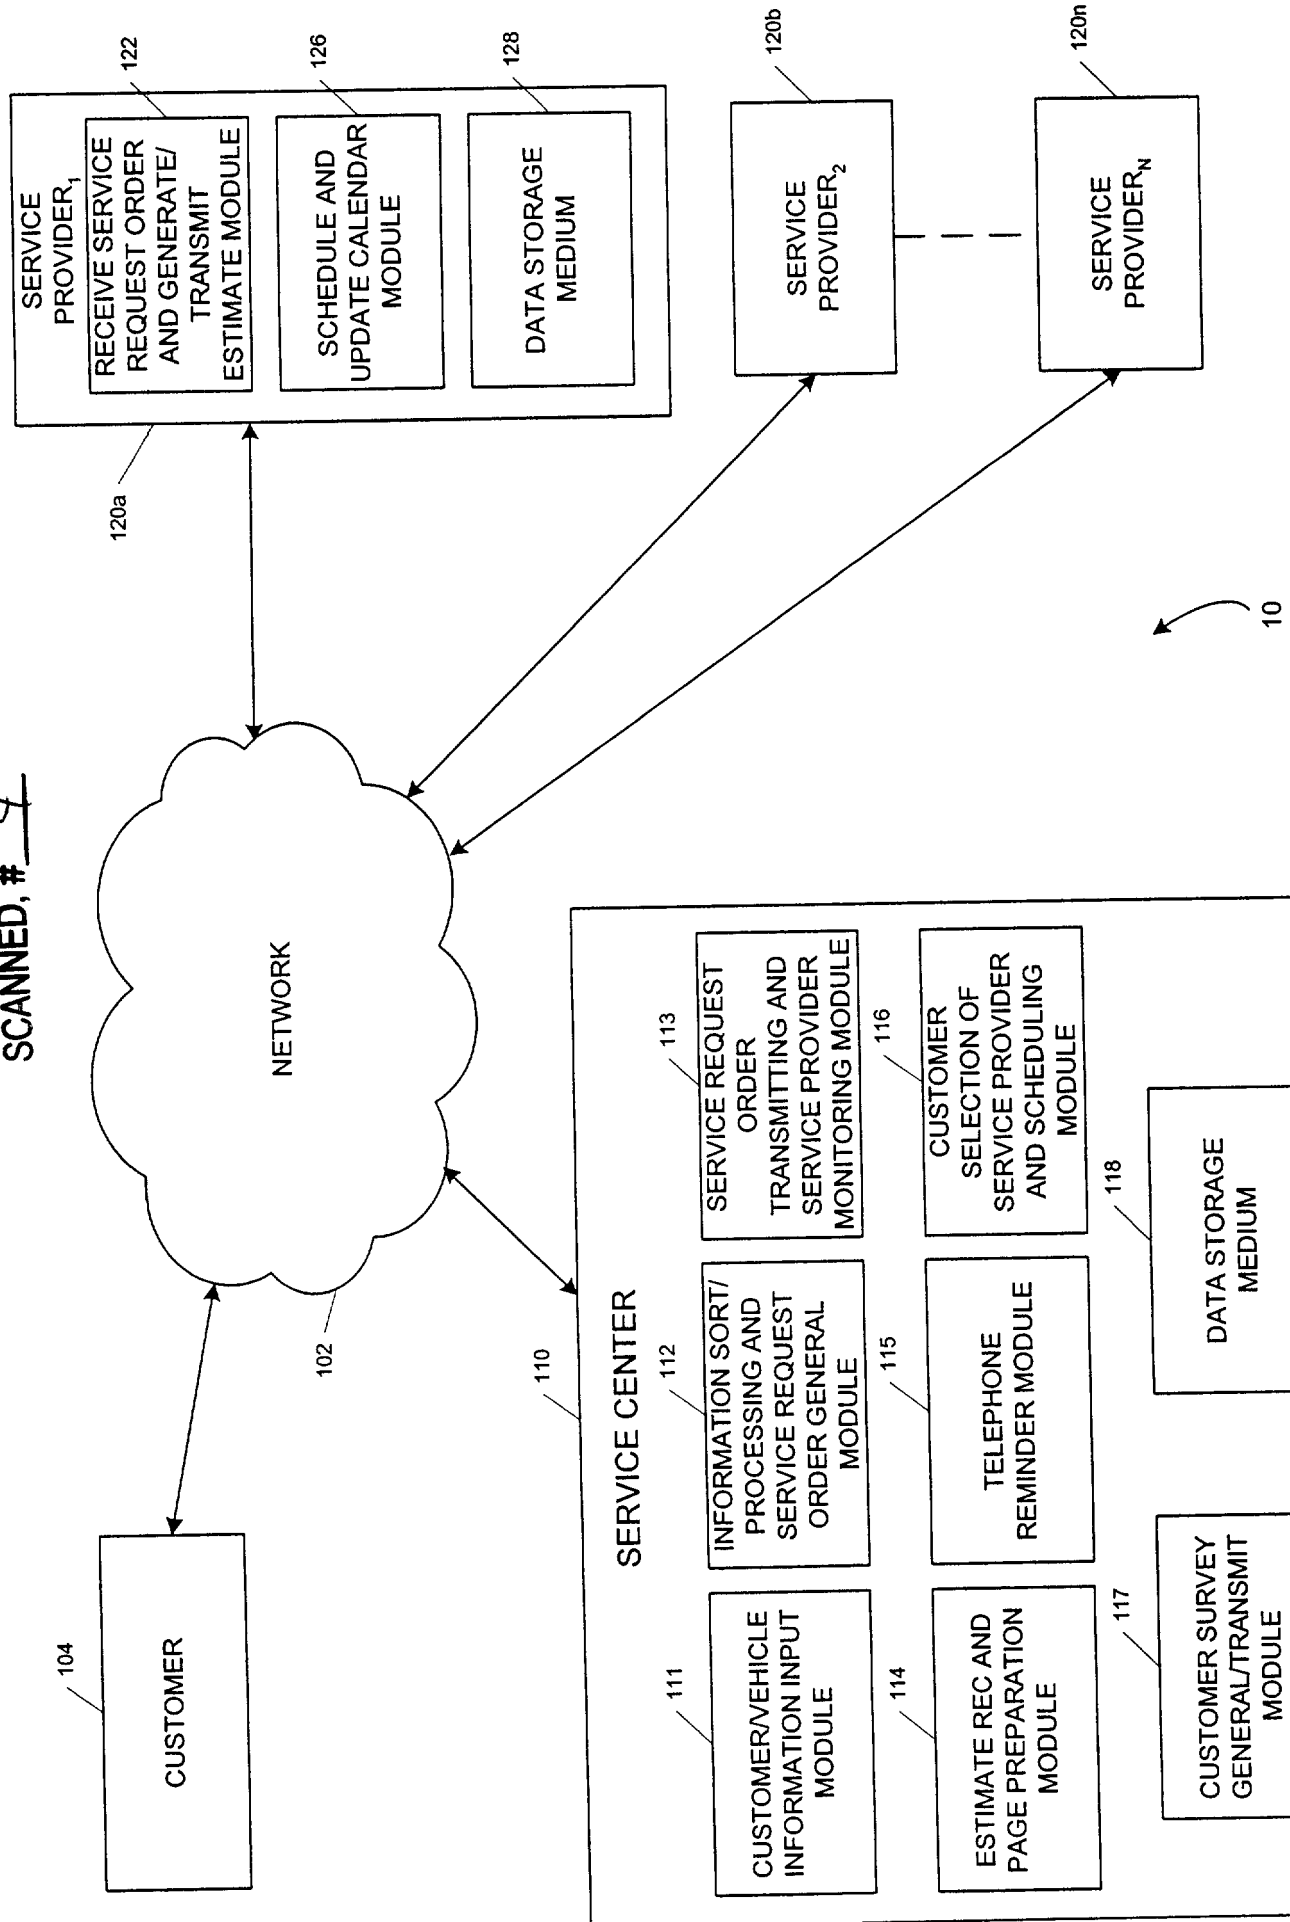 SCANNED, # 4
104
CUSTOMER
NETWORK
102
SERVICE
PROVIDER1
122
RECEIVE SERVICE
REQUEST ORDER
AND GENERATE/
TRANSMIT
ESTIMATE MODULE
126
SCHEDULE AND
UPDATE CALENDAR
MODULE
128
DATA STORAGE
MEDIUM
120a
120b
SERVICE
PROVIDER2
120n
SERVICE
PROVIDERN
10
110
SERVICE CENTER
111
CUSTOMER/VEHICLE
INFORMATION INPUT
MODULE
112
INFORMATION SORT/
PROCESSING AND
SERVICE REQUEST
ORDER GENERAL
MODULE
113
SERVICE REQUEST
ORDER
TRANSMITTING AND
SERVICE PROVIDER
MONITORING MODULE
114
ESTIMATE REC AND
PAGE PREPARATION
MODULE
115
TELEPHONE
REMINDER MODULE
116
CUSTOMER
SELECTION OF
SERVICE PROVIDER
AND SCHEDULING
MODULE
117
CUSTOMER SURVEY
GENERAL/TRANSMIT
MODULE
118
DATA STORAGE
MEDIUM